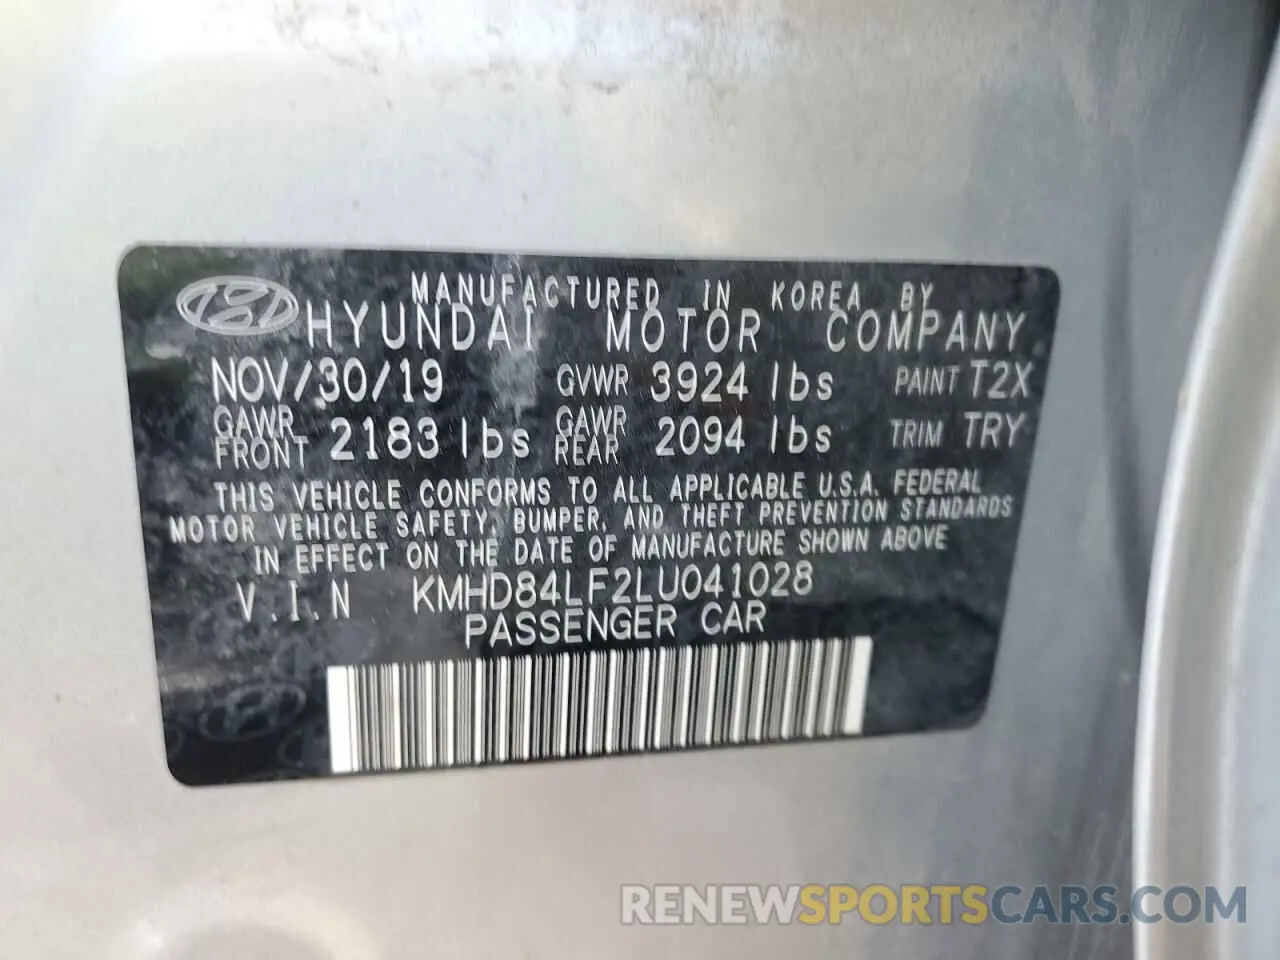 MANUFACTURED IN KOREA BY
HYUNDAI MOTOR COMPANY
NOV/30/19 GVWR 3924 lbs PAINT T2X
GAWR FRONT 2183 lbs GAWR REAR 2094 lbs TRIM TRY
THIS VEHICLE CONFORMS TO ALL APPLICABLE U.S.A. FEDERAL
MOTOR VEHICLE SAFETY, BUMPER, AND THEFT PREVENTION STANDARDS
IN EFFECT ON THE DATE OF MANUFACTURE SHOWN ABOVE
V.I.N KMHD84LF2LU041028
PASSENGER CAR
RENEWSPORTSCARS.COM